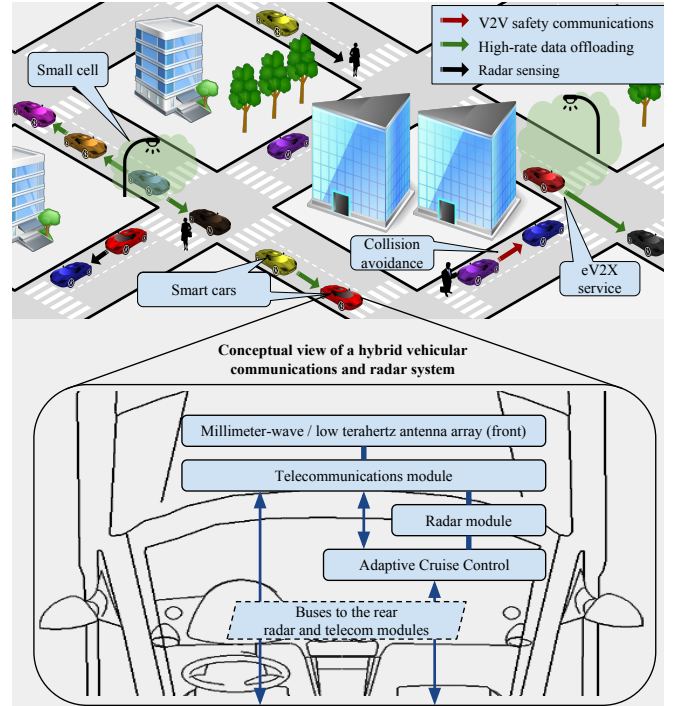 V2V safety communications
High-rate data offloading
Radar sensing
Small cell
Collision
avoidance
eV2X
service
Smart cars
Conceptual view of a hybrid vehicular
communications and radar system
Millimeter-wave / low terahertz antenna array (front)
Telecommunications module
Radar module
Adaptive Cruise Control
Buses to the rear
radar and telecom modules